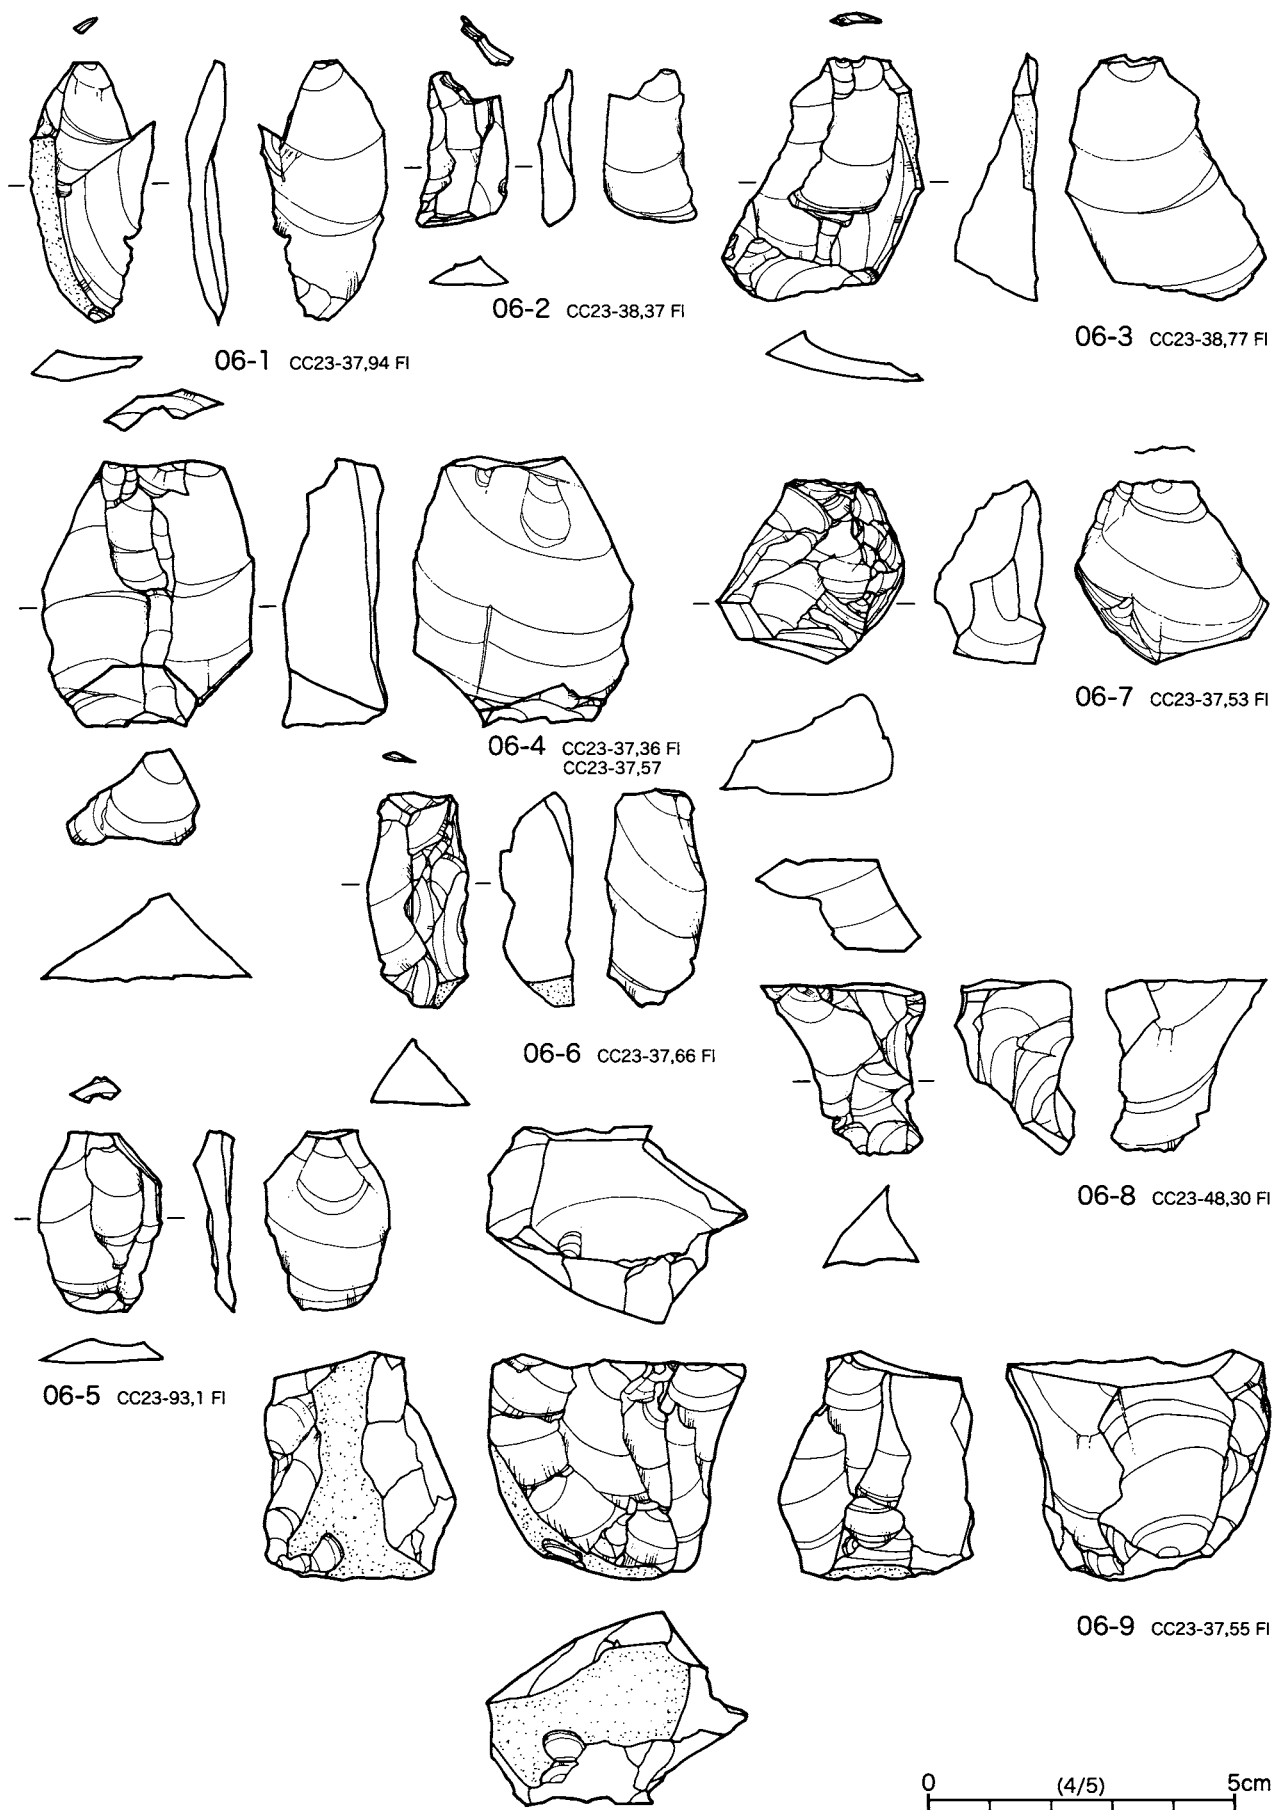 06-1 CC23-37,94 Fl
06-2 CC23-38,37 Fl
06-3 CC23-38,77 Fl
06-4 CC23-37,36 Fl
CC23-37,57
06-7 CC23-37,53 Fl
06-6 CC23-37,66 Fl
06-8 CC23-48,30 Fl
06-5 CC23-93,1 Fl
06-9 CC23-37,55 Fl
0 (4/5) 5cm